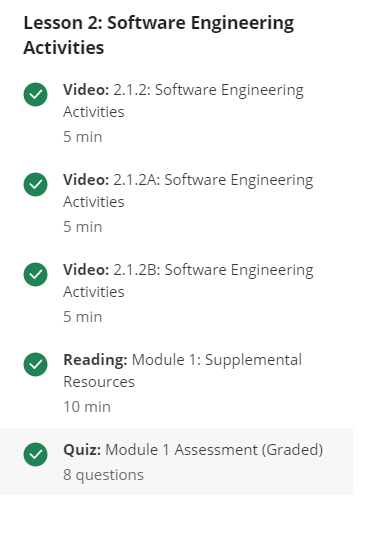 Lesson 2: Software Engineering
Activities
Video: 2.1.2: Software Engineering
Activities
5 min
Video: 2.1.2A: Software Engineering
Activities
5 min
Video: 2.1.2B: Software Engineering
Activities
5 min
Reading: Module 1: Supplemental
Resources
10 min
Quiz: Module 1 Assessment (Graded)
8 questions